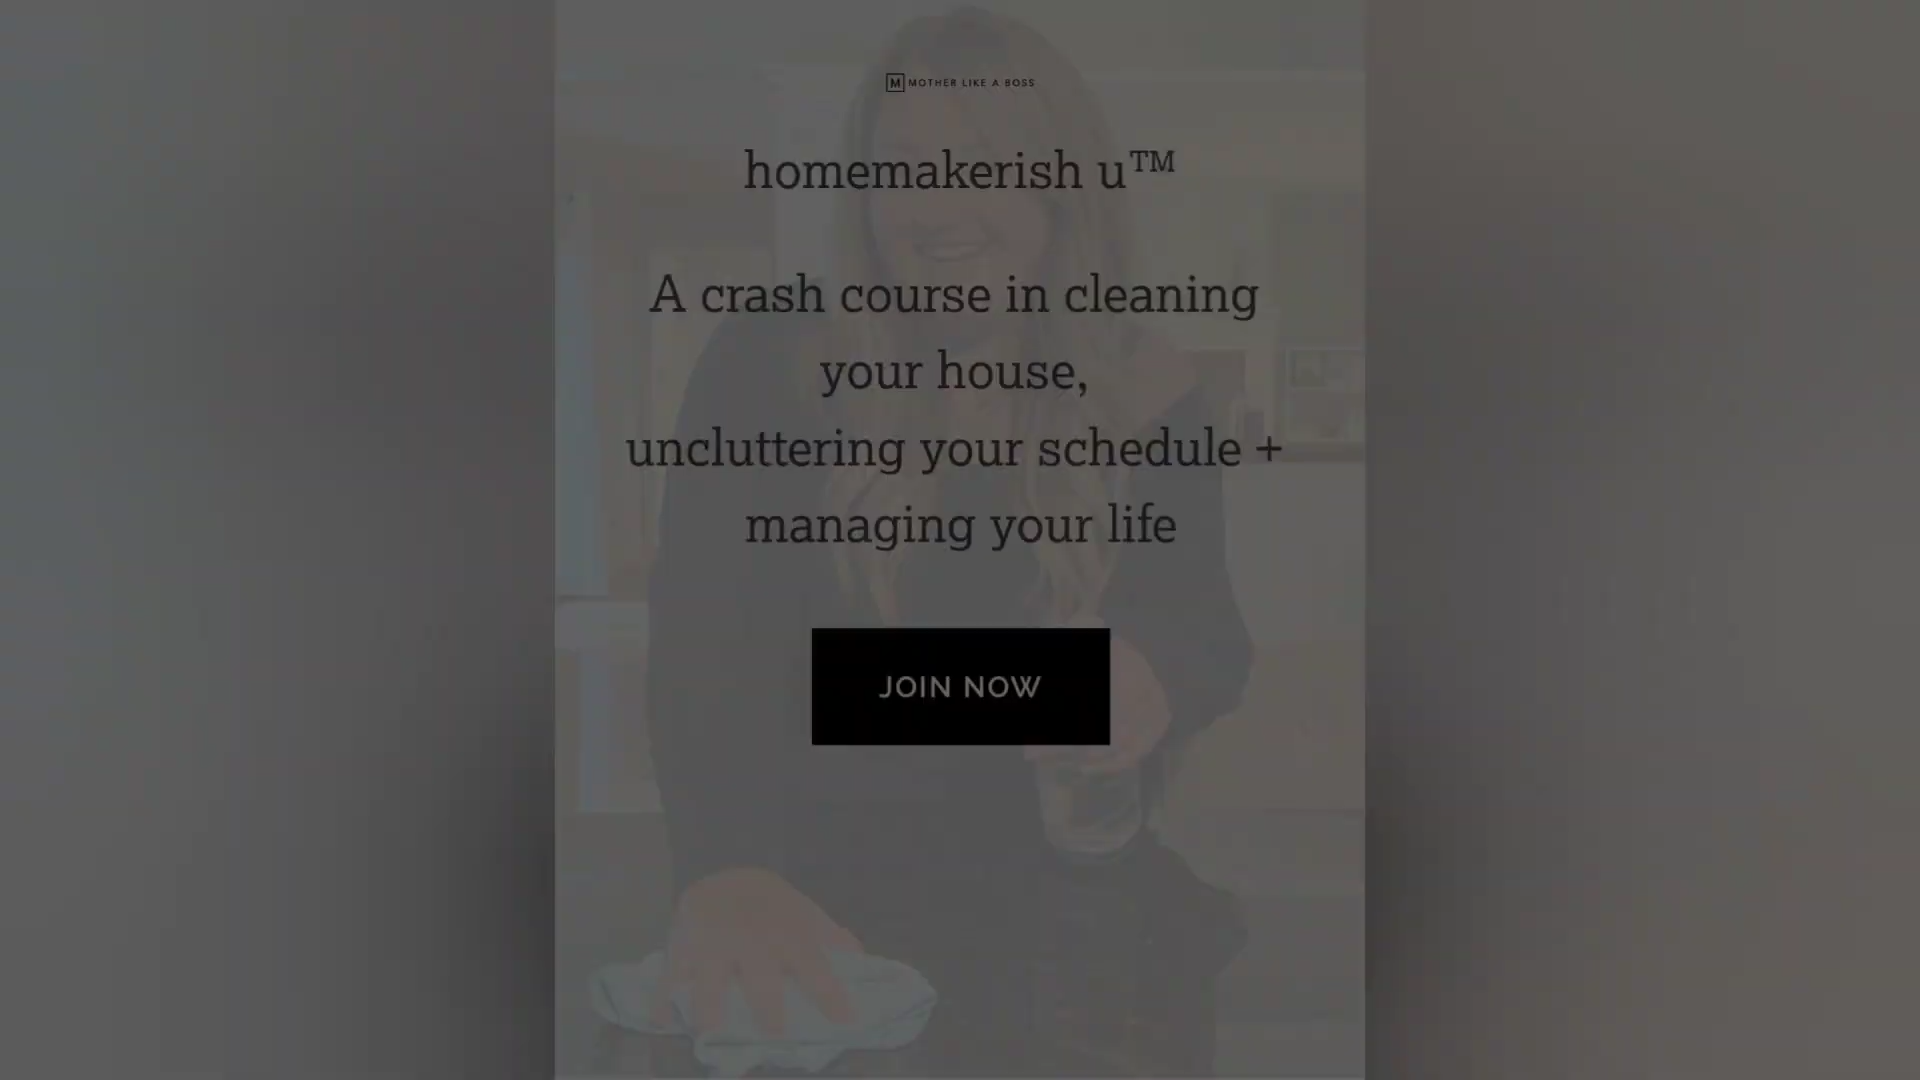 M MOTHER LIKE A BOSS
homemakerish u™
A crash course in cleaning
your house,
uncluttering your schedule +
managing your life
JOIN NOW